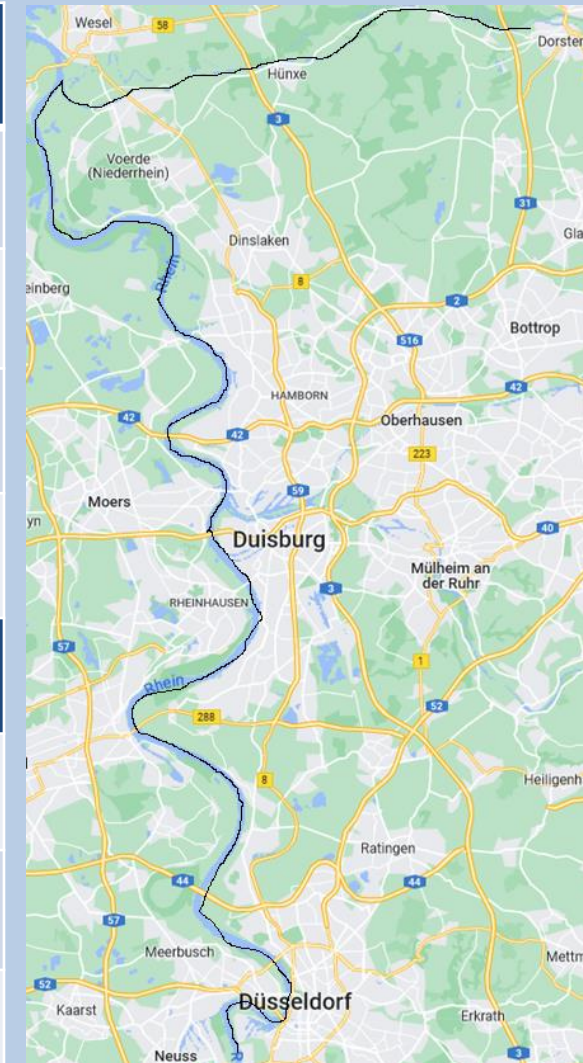 Wesel
58
Dorsten
Hünxe
3
Voerde
(Niederrhein)
31
Gla
Dinslaken
Rhein
8
einberg
2
Bottrop
516
HAMBORN
42
42
Oberhausen
42
223
59
Moers
yn
40
Duisburg
Mülheim an
der Ruhr
3
RHEINHAUSEN
57
1
Rhein
52
288
8
Heiligenh
Ratingen
44
44
57
Meerbusch
Mettm
52
Düsseldorf
Kaarst
Erkrath
Neuss
3